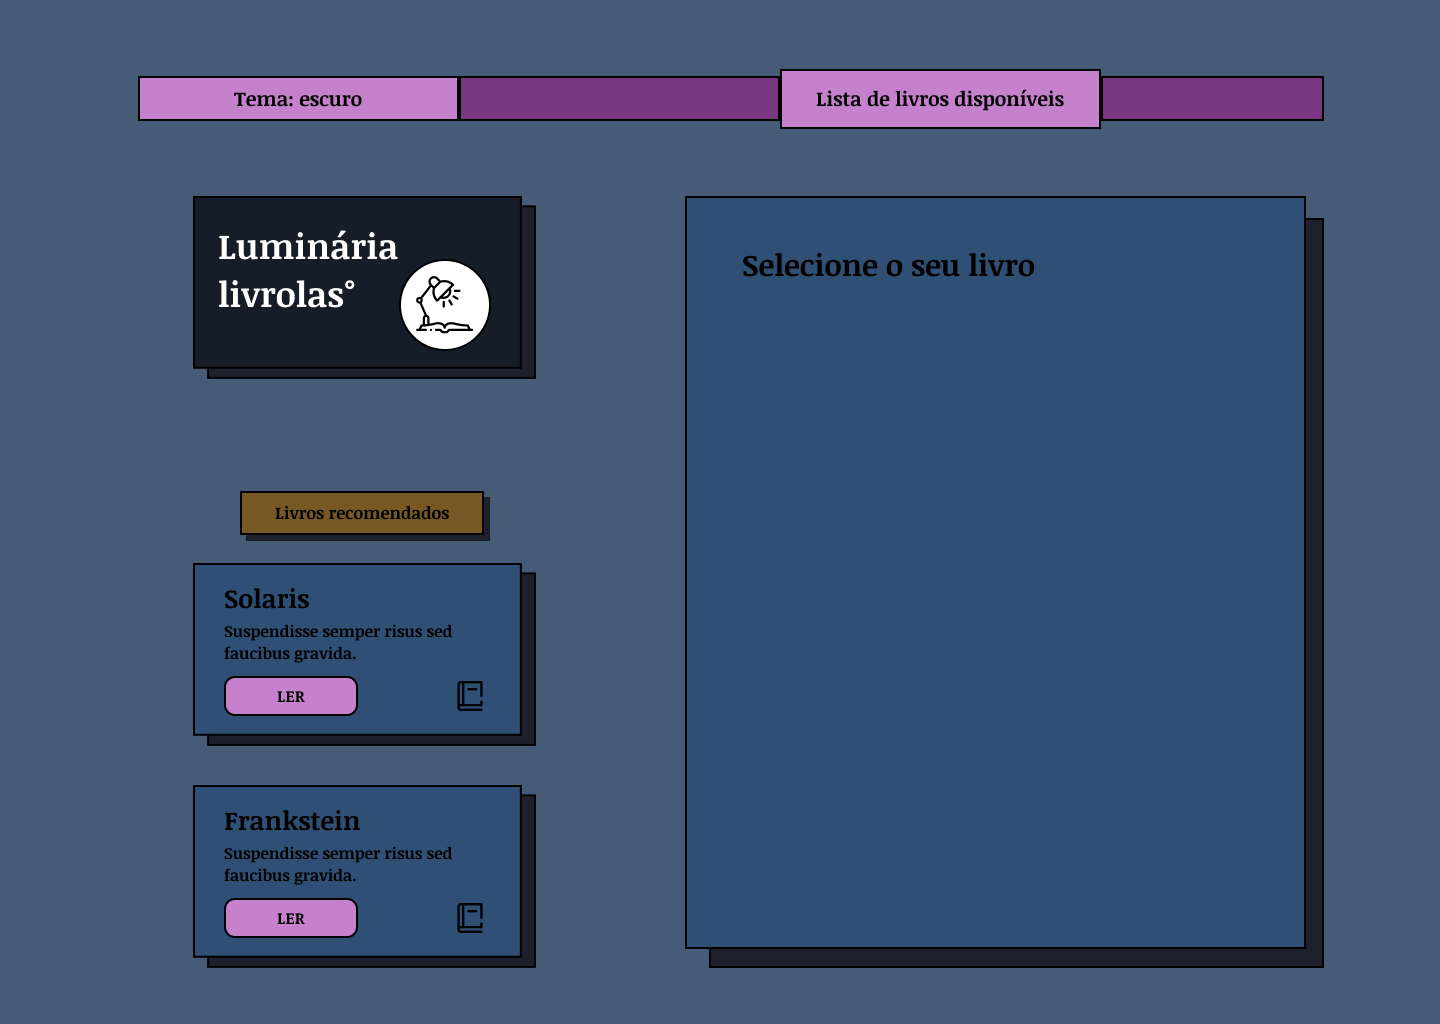 Tema: escuro
Lista de livros disponíveis
Luminária
livrolas°
Selecione o seu livro
Livros recomendados
Solaris
Suspendisse semper risus sed
faucibus gravida.
LER
Frankstein
Suspendisse semper risus sed
faucibus gravida.
LER